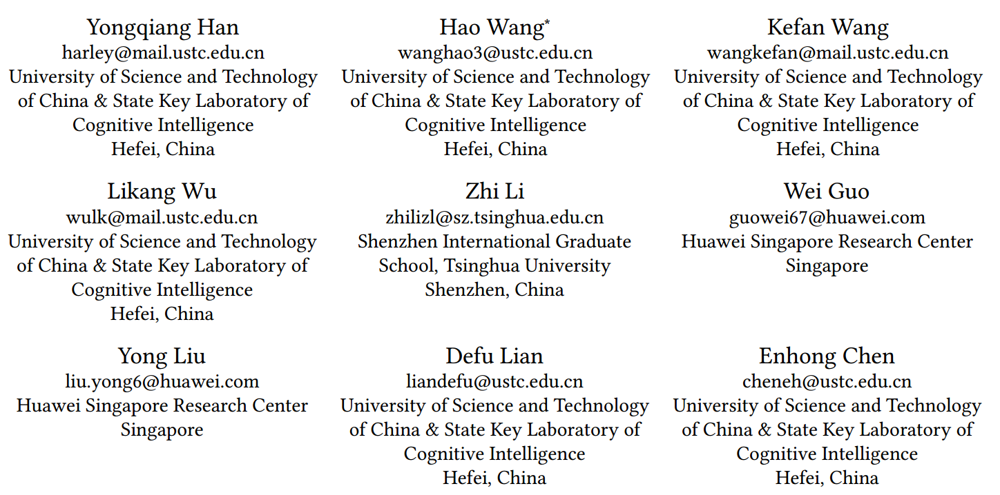 Yongqiang Han
harley@mail.ustc.edu.cn
University of Science and Technology
of China & State Key Laboratory of
Cognitive Intelligence
Hefei, China
Hao Wang*
wanghao3@ustc.edu.cn
University of Science and Technology
of China & State Key Laboratory of
Cognitive Intelligence
Hefei, China
Kefan Wang
wangkefan@mail.ustc.edu.cn
University of Science and Technology
of China & State Key Laboratory of
Cognitive Intelligence
Hefei, China
Likang Wu
wulk@mail.ustc.edu.cn
University of Science and Technology
of China & State Key Laboratory of
Cognitive Intelligence
Hefei, China
Zhi Li
zhilizl@sz.tsinghua.edu.cn
Shenzhen International Graduate
School, Tsinghua University
Shenzhen, China
Wei Guo
guowei67@huawei.com
Huawei Singapore Research Center
Singapore
Yong Liu
liu.yong6@huawei.com
Huawei Singapore Research Center
Singapore
Defu Lian
liandefu@ustc.edu.cn
University of Science and Technology
of China & State Key Laboratory of
Cognitive Intelligence
Hefei, China
Enhong Chen
cheneh@ustc.edu.cn
University of Science and Technology
of China & State Key Laboratory of
Cognitive Intelligence
Hefei, China